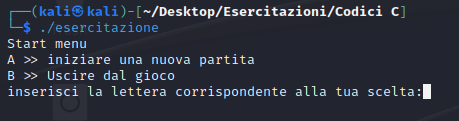 ┌──(kali㉿kali)-[~/Desktop/Esercitazioni/Codici C]
└─$ ./esercitazione
Start menu
A >> iniziare una nuova partita
B >> Uscire dal gioco
inserisci la lettera corrispondente alla tua scelta: